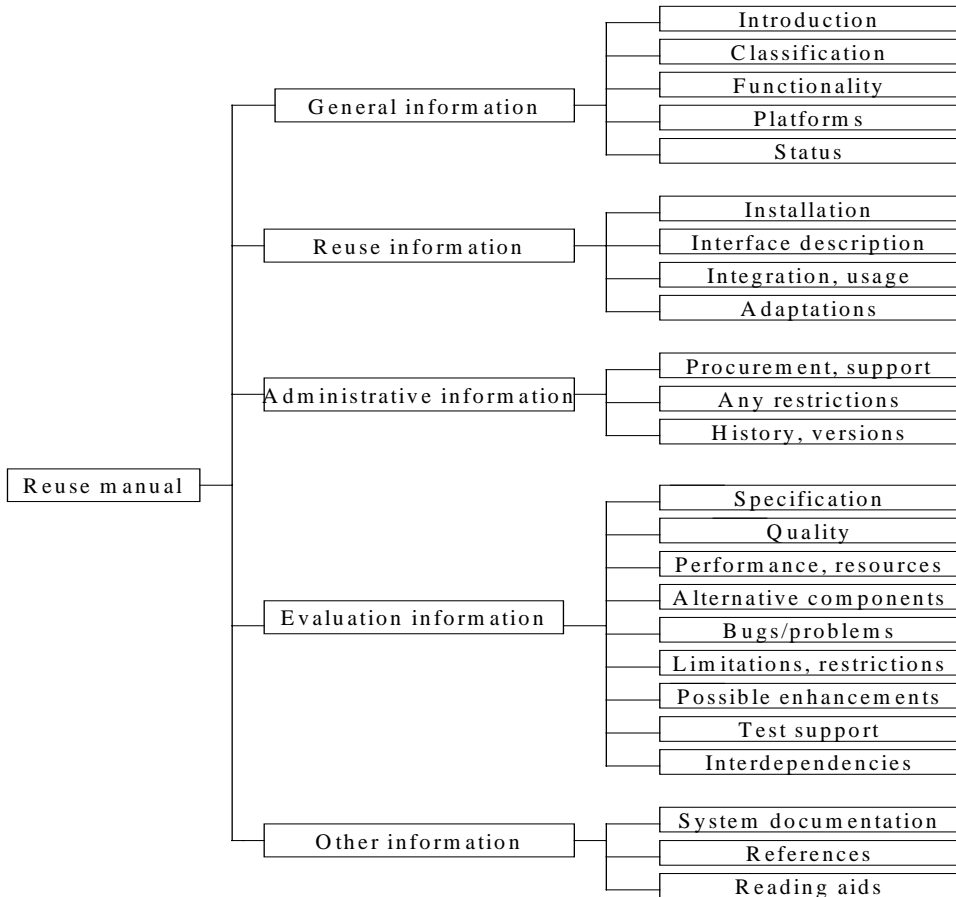 Introduction
Classification
Functionality
General information
Platforms
Status
Installation
Reuse information
Interface description
Integration, usage
Adaptations
Procurement, support
Administrative information
Any restrictions
History, versions
Reuse manual
Specification
Quality
Performance, resources
Alternative components
Evaluation information
Bugs/problems
Limitations, restrictions
Possible enhancements
Test support
Interdependencies
System documentation
Other information
References
Reading aids